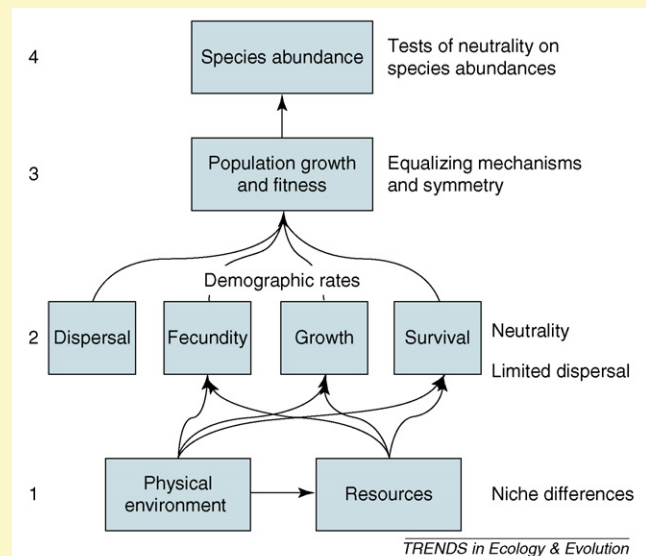 4
Species abundance
Tests of neutrality on
species abundances
3
Population growth
and fitness
Equalizing mechanisms
and symmetry
Demographic rates
2
Dispersal
Fecundity
Growth
Survival
Neutrality
Limited dispersal
1
Physical
environment
Resources
Niche differences
TRENDS in Ecology & Evolution